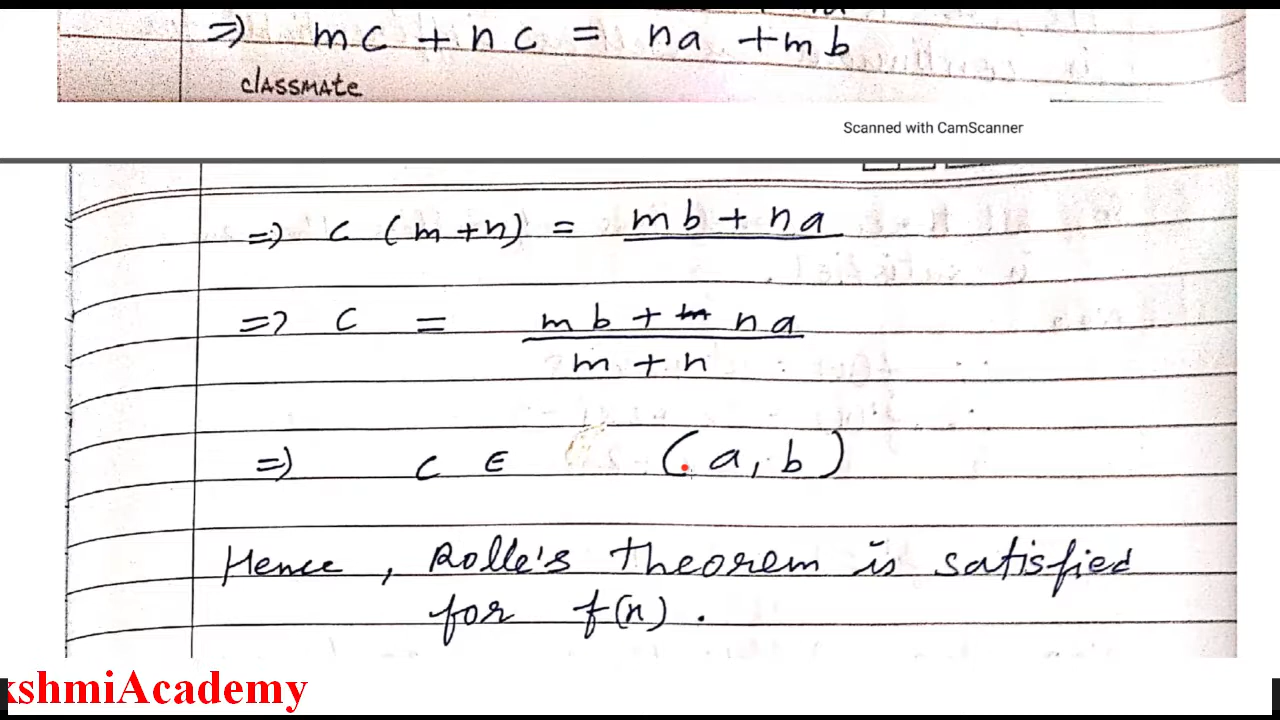 ⇒ mc + nc = na + mb
classmate
Scanned with CamScanner
⇒ c (m+n) = mb + na
⇒ c = mb + na
m + n
⇒ c ∈ (a, b)
Hence, Rolle's theorem is satisfied
for f(x).
kshmiAcademy